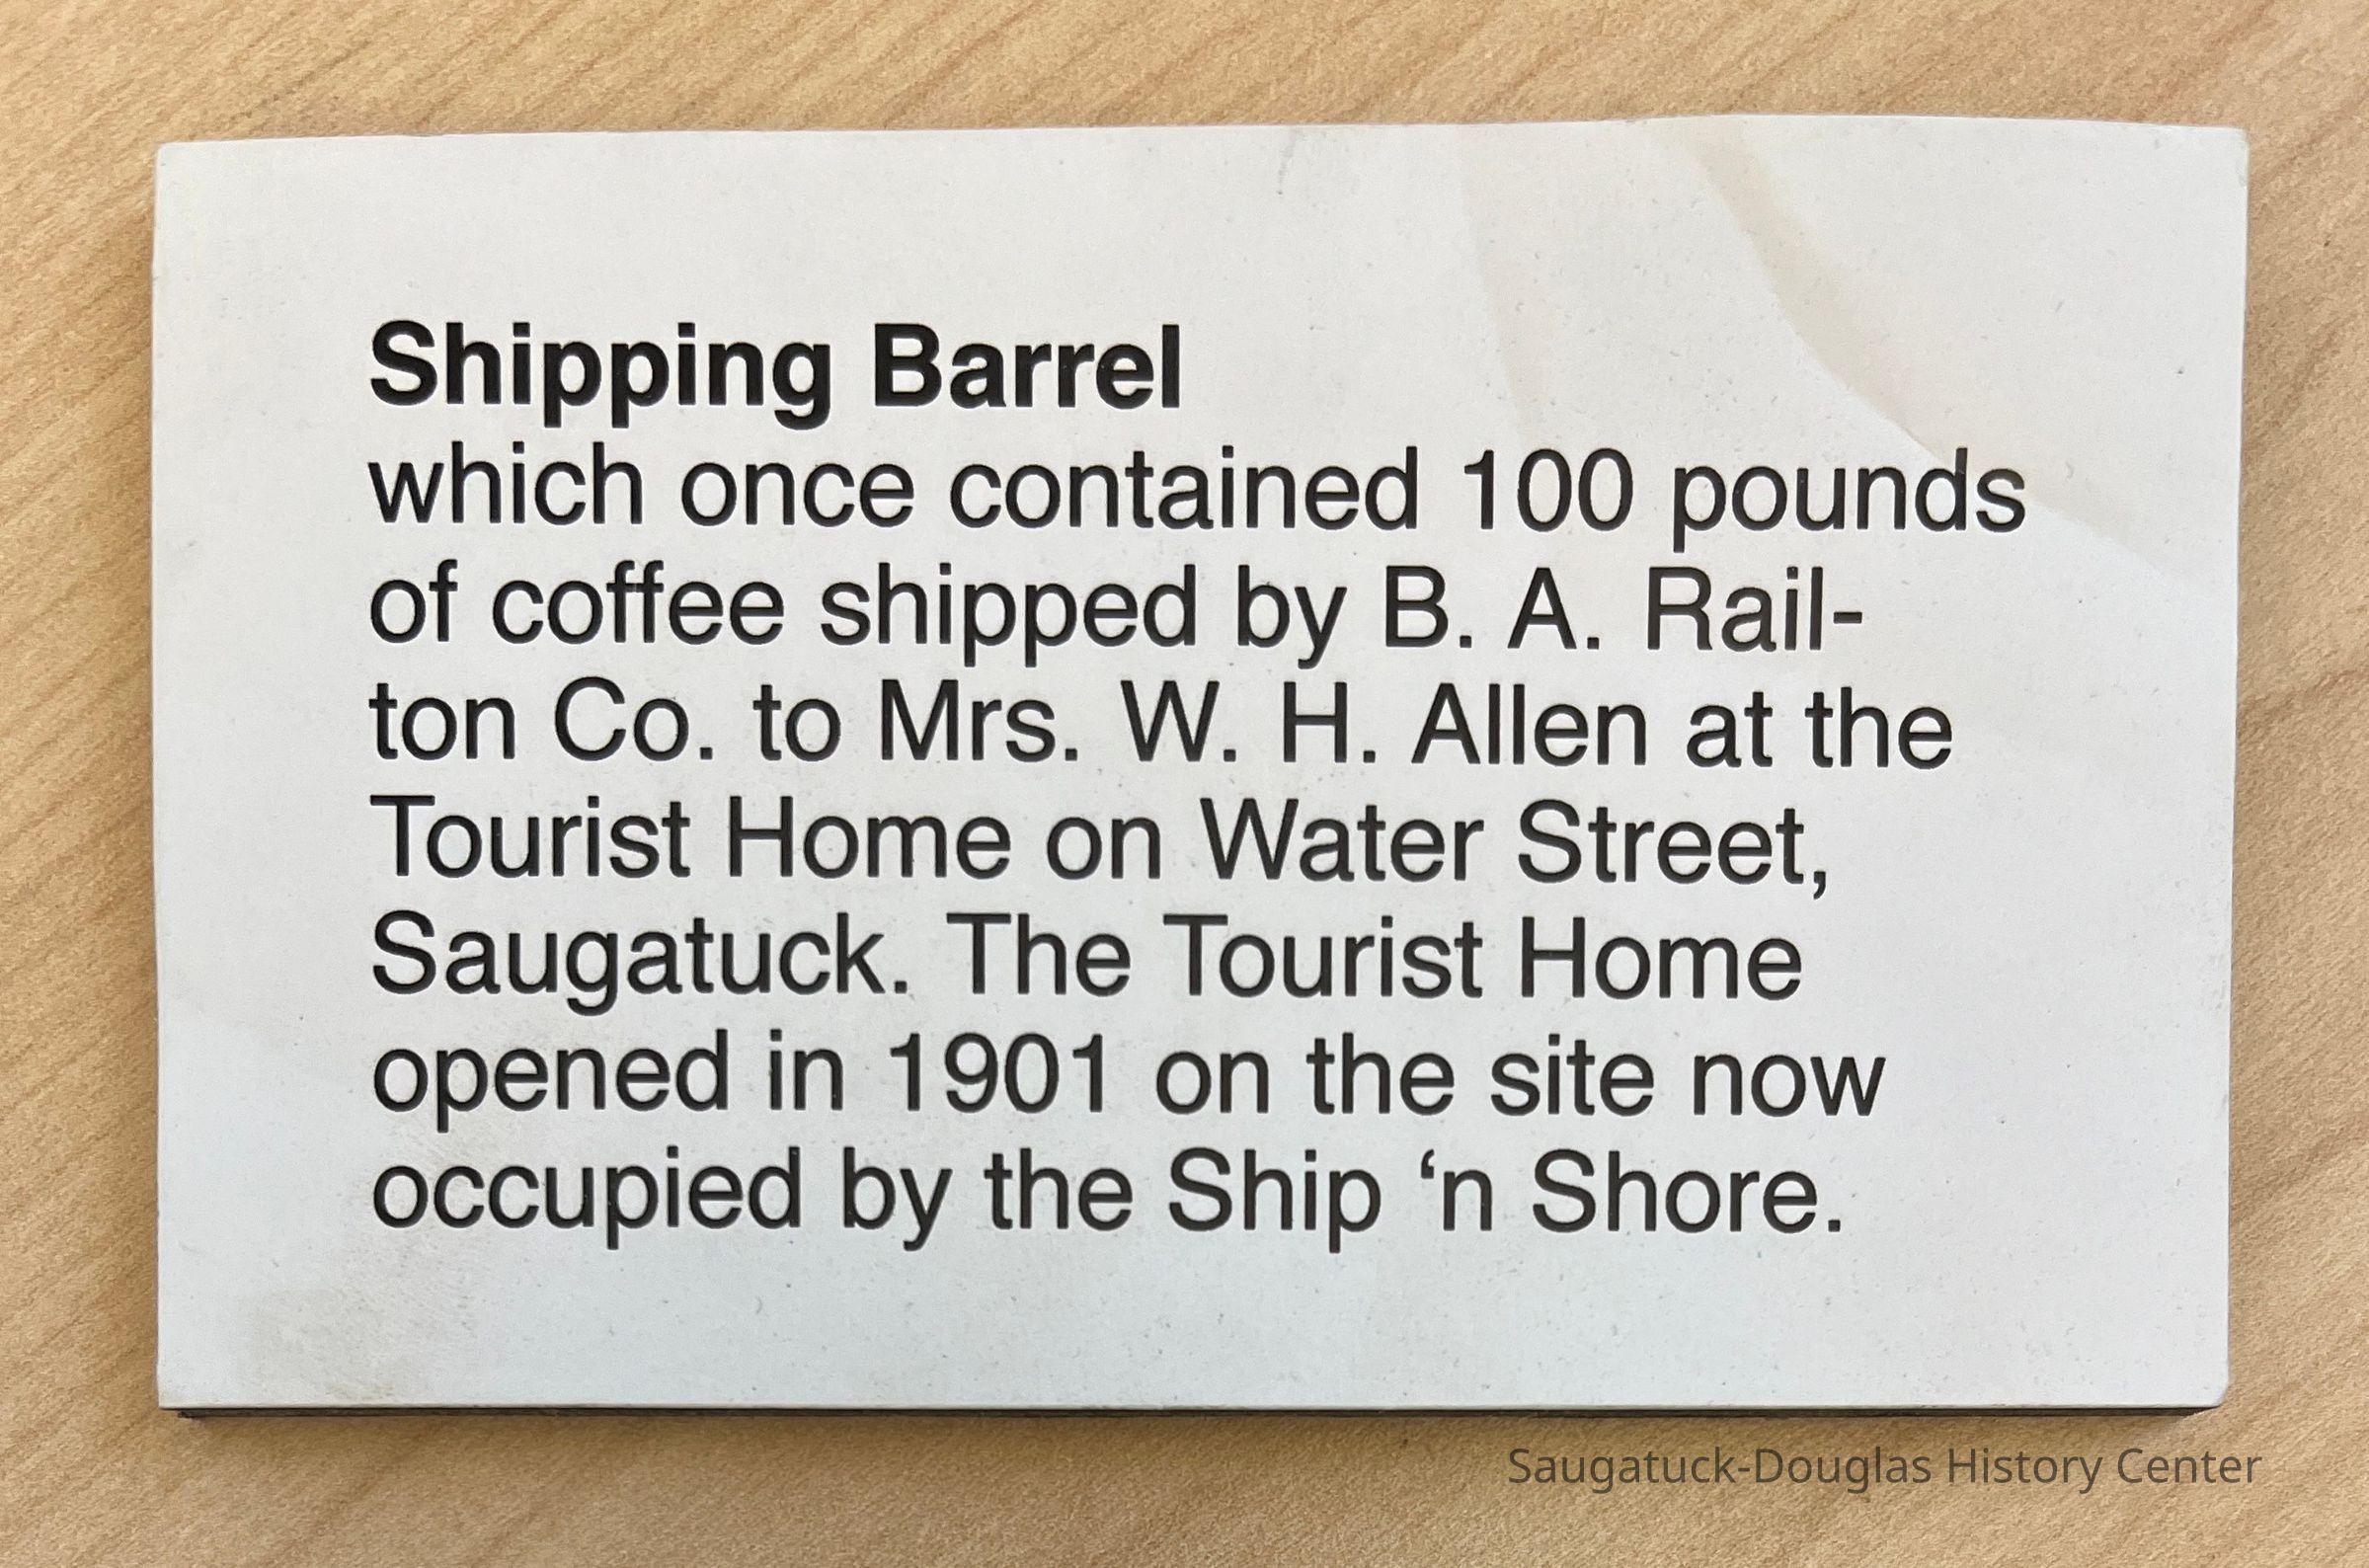 Shipping Barrel
which once contained 100 pounds
of coffee shipped by B. A. Rail-
ton Co. to Mrs. W. H. Allen at the
Tourist Home on Water Street,
Saugatuck. The Tourist Home
opened in 1901 on the site now
occupied by the Ship ‘n Shore.
Saugatuck-Douglas History Center